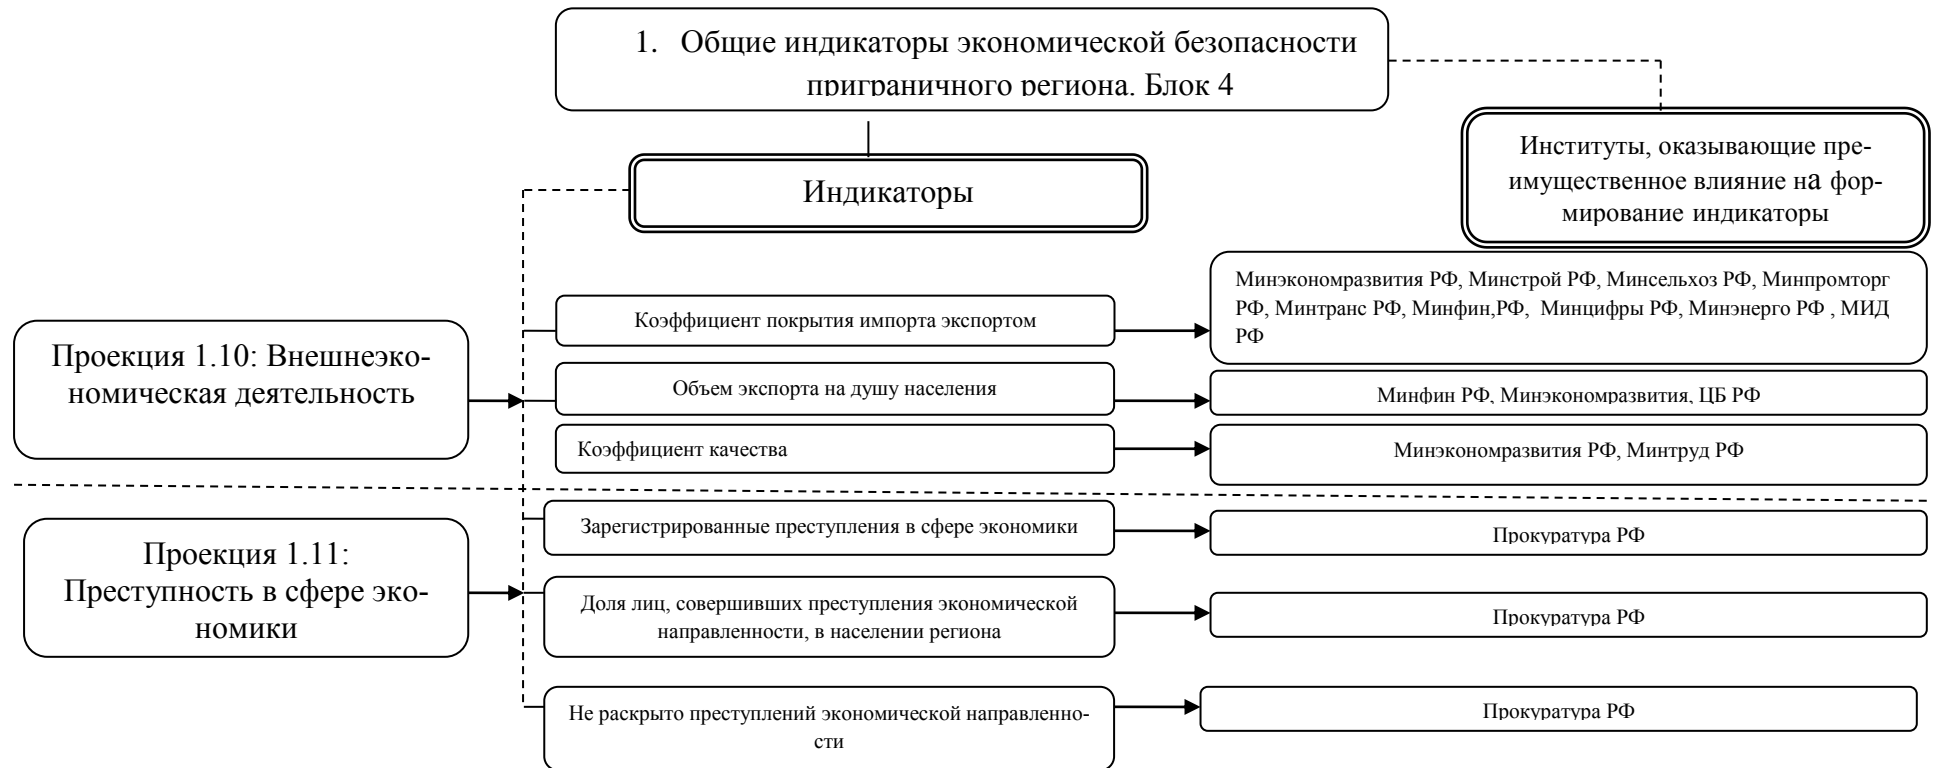 1. Общие индикаторы экономической безопасности
приграничного региона. Блок 4
Институты, оказывающие пре-
имущественное влияние на фор-
мирование индикаторы
Индикаторы
Проекция 1.10: Внешнеэко-
номическая деятельность
Коэффициент покрытия импорта экспортом
Минэкономразвития РФ, Минстрой РФ, Минсельхоз РФ, Минпромторг
РФ, Минтранс РФ, Минфин,РФ, Минцифры РФ, Минэнерго РФ , МИД
РФ
Объем экспорта на душу населения
Минфин РФ, Минэкономразвития, ЦБ РФ
Коэффициент качества
Минэкономразвития РФ, Минтруд РФ
Проекция 1.11:
Преступность в сфере эко-
номики
Зарегистрированные преступления в сфере экономики
Прокуратура РФ
Доля лиц, совершивших преступления экономической
направленности, в населении региона
Прокуратура РФ
Не раскрыто преступлений экономической направленно-
сти
Прокуратура РФ